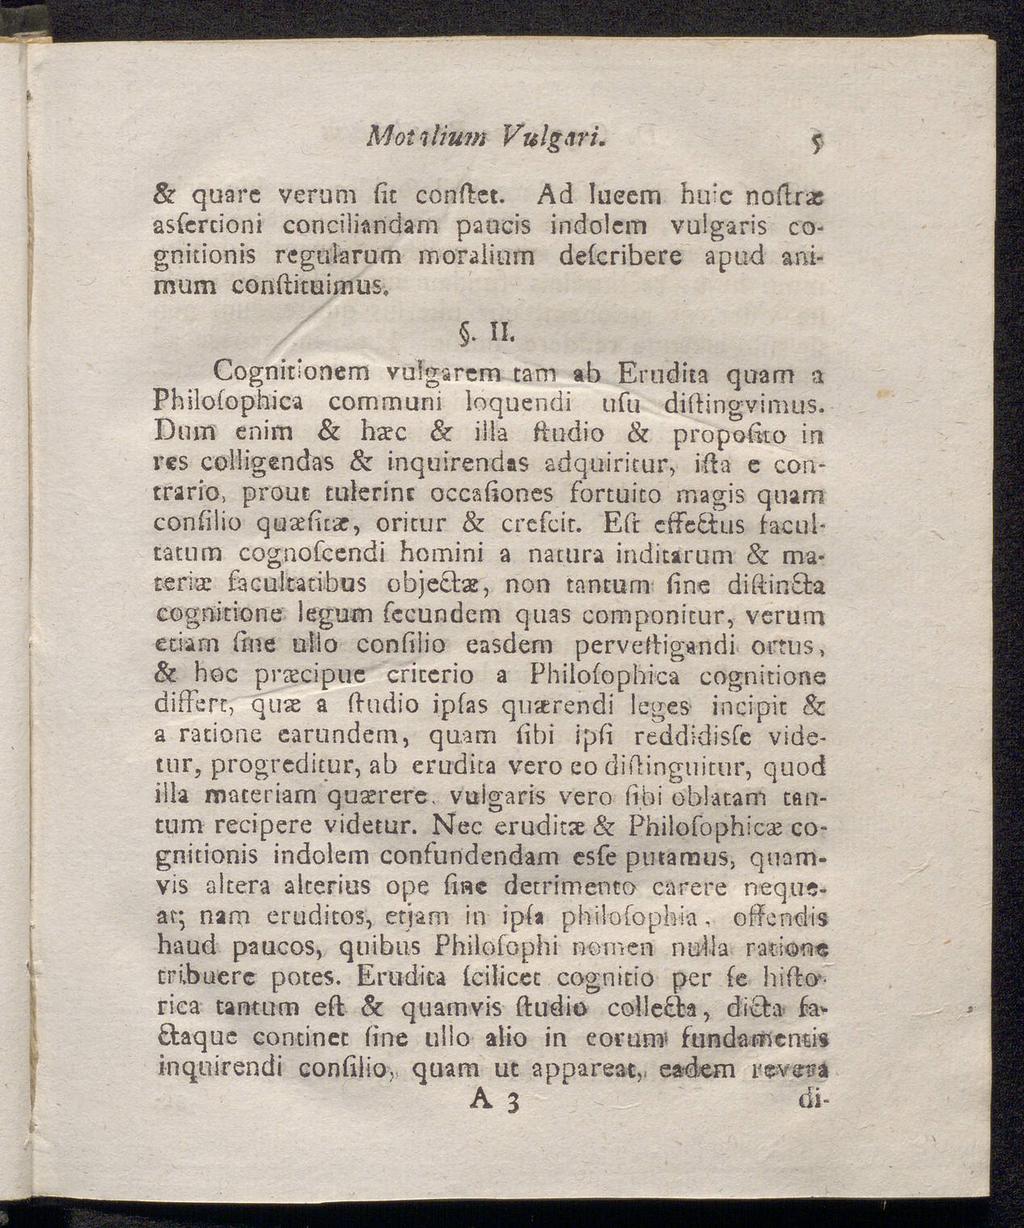 Moralium Vulgari. 5
& quare verum ſit conſtet. Ad lucem huic noſtræ
asſertioni conciliandam paucis indolem vulgaris co-
gnitionis regularum moralium deſcribere apud ani-
mum conſtituimus.
§. II.
Cognitionem vulgarem tam ab Erudita quam a
Philoſophica communi loquendi uſu diſtingvimus.
Dum enim & hæc & illa ſtudio & propoſito in
res colligendas & inquirendas adquiritur, iſta e con-
trario, prout tulerint occaſiones fortuito magis quam
conſilio quæſitæ, oritur & creſcit. Eſt effectus facul-
tatum cognoſcendi homini a natura inditarum & ma-
teriæ facultatibus objectæ, non tantum ſine diſtincta
cognitione legum ſecundem quas componitur, verum
etiam ſine ullo conſilio easdem perveſtigandi ortus,
& hoc præcipue criterio a Philoſophica cognitione
differt, quæ a ſtudio ipſas quærendi leges incipit &
a ratione earundem, quam ſibi ipſi reddidisſe vide-
tur, progreditur, ab erudita vero eo diſtinguitur, quod
illa materiam quærere, vulgaris vero ſibi oblatam tan-
tum recipere videtur. Nec eruditæ & Philoſophicæ co-
gnitionis indolem confundendam esſe putamus, quam-
vis altera alterius ope ſine detrimento carere neque-
at; nam eruditos, etjam in ipſa philoſophia, offendis
haud paucos, quibus Philoſophi nomen nulla ratione
tribuere potes. Erudita ſcilicet cognitio per ſe hiſto-
rica tantum eſt & quamvis ſtudio collecta, dicta fa-
ctaque continet ſine ullo alio in eorum fundamentis
inquirendi conſilio, quam ut appareat, eadem revera
A 3 di-